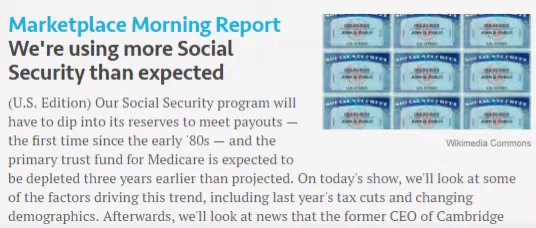 Marketplace Morning Report
We're using more Social
Security than expected
(U.S. Edition) Our Social Security program will
have to dip into its reserves to meet payouts —
the first time since the early '80s — and the
primary trust fund for Medicare is expected to
be depleted three years earlier than projected. On today's show, we'll look at some
of the factors driving this trend, including last year's tax cuts and changing
demographics. Afterwards, we'll look at news that the former CEO of Cambridge
Wikimedia Commons